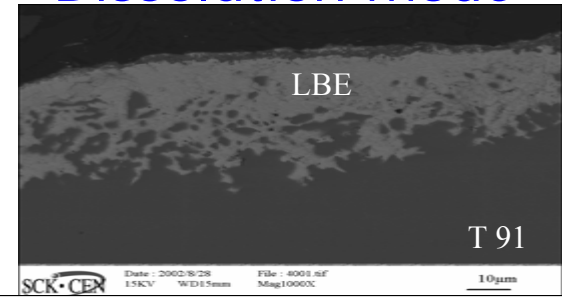 Dissolution mode
LBE
T 91
SCK•CEN
Date : 2002/8/28 File : 4001.tif
15KV WD15mm Mag1000X
10µm